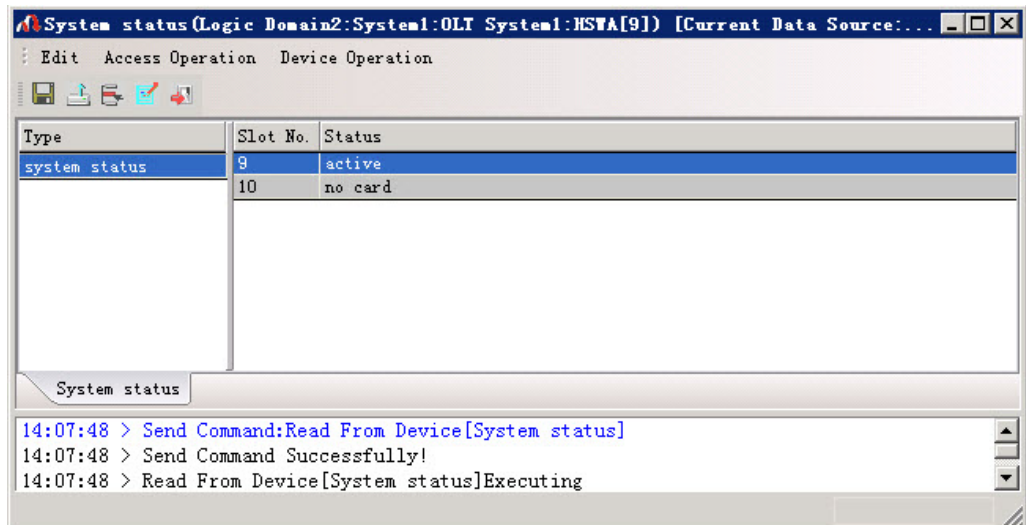 System status(Logic Domain2:System1:OLT System1:HSWA[9]) [Current Data Source:...
Edit Access Operation Device Operation
Type Slot No. Status
system status 9 active
10 no card
System status
14:07:48 > Send Command:Read From Device[System status]
14:07:48 > Send Command Successfully!
14:07:48 > Read From Device[System status]Executing